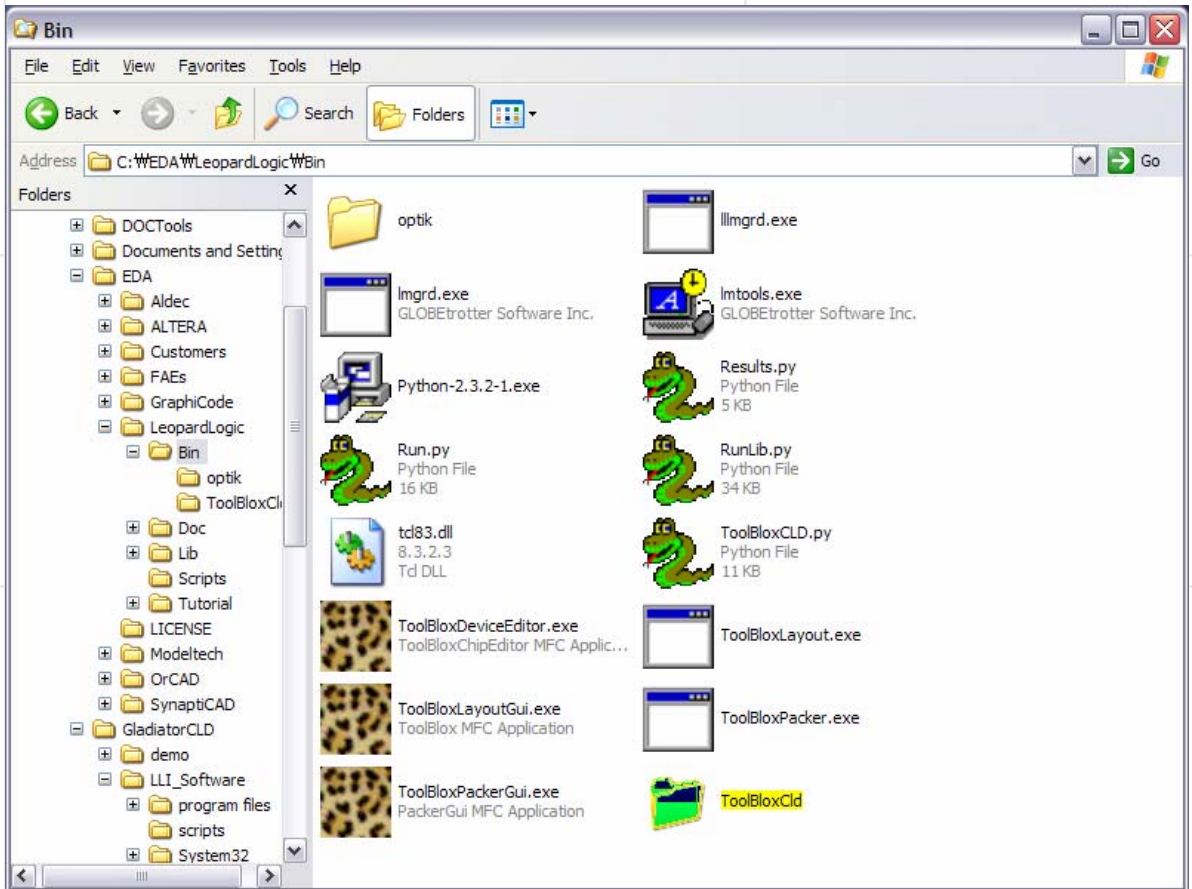 Bin
File Edit View Favorites Tools Help
Back Search Folders
Address C:₩EDA₩LeopardLogic₩Bin Go
Folders
DOCTools
Documents and Setting
EDA
Aldec
ALTERA
Customers
FAEs
GraphiCode
LeopardLogic
Bin
optik
ToolBloxCl
Doc
Lib
Scripts
Tutorial
LICENSE
Modeltech
OrCAD
SynaptiCAD
GladiatorCLD
demo
LLI_Software
program files
scripts
System32
optik
lllmgrd.exe
lmgrd.exe
GLOBEtrotter Software Inc.
lmtools.exe
GLOBEtrotter Software Inc.
Python-2.3.2-1.exe
Results.py
Python File
5 KB
Run.py
Python File
16 KB
RunLib.py
Python File
34 KB
tcl83.dll
8.3.2.3
Tcl DLL
ToolBloxCLD.py
Python File
11 KB
ToolBloxDeviceEditor.exe
ToolBloxChipEditor MFC Applic...
ToolBloxLayout.exe
ToolBloxLayoutGui.exe
ToolBlox MFC Application
ToolBloxPacker.exe
ToolBloxPackerGui.exe
PackerGui MFC Application
ToolBloxCld